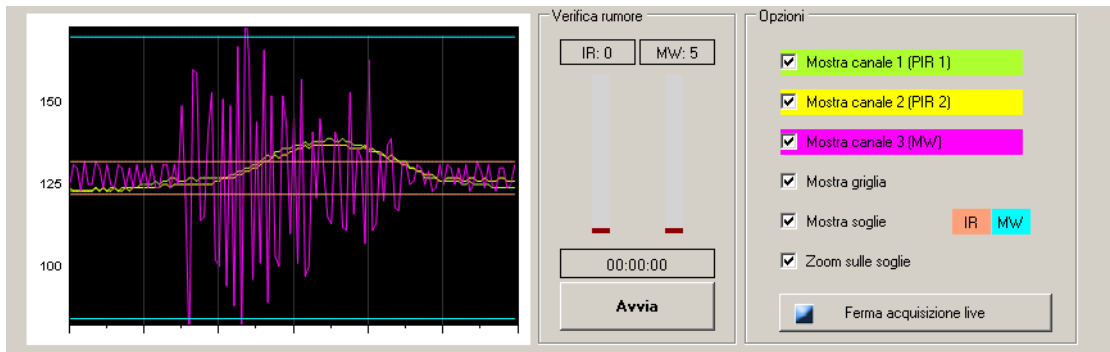 150
125
100
Verifica rumore
IR: 0 MW: 5
00:00:00
Avvia
Opzioni
Mostra canale 1 (PIR 1)
Mostra canale 2 (PIR 2)
Mostra canale 3 (MW)
Mostra griglia
Mostra soglie IR MW
Zoom sulle soglie
Ferma acquisizione live